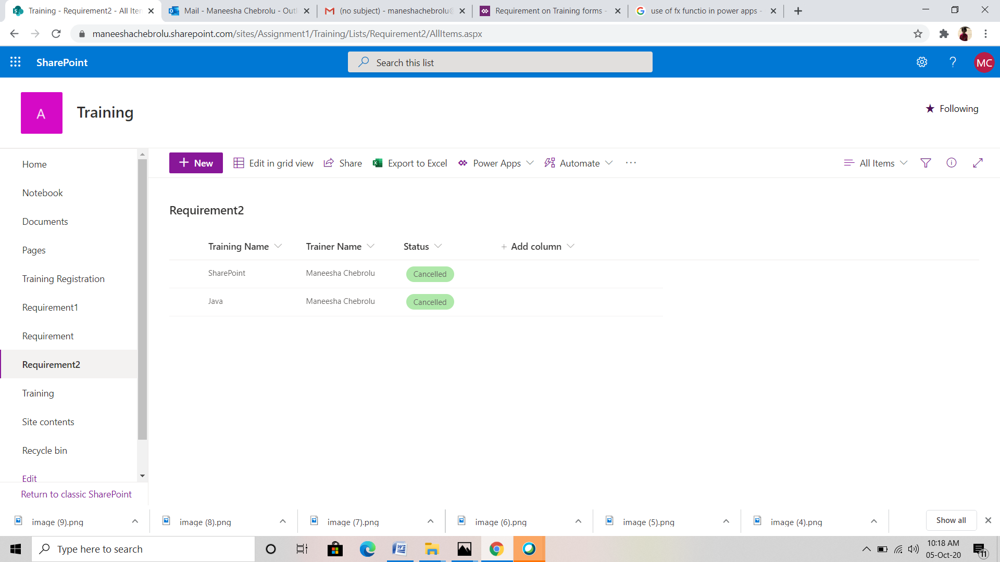 Training - Requirement2 - All Iten
Mail - Maneesha Chebrolu - Outl
(no subject) - maneshachebrolu@
Requirement on Training forms -
use of fx functio in power apps -
maneeshachebrolu.sharepoint.com/sites/Assignment1/Training/Lists/Requirement2/AllItems.aspx
SharePoint
Search this list
?
MC
A
Training
Following
Home
Notebook
Documents
Pages
Training Registration
Requirement1
Requirement
Requirement2
Training
Site contents
Recycle bin
Edit
Return to classic SharePoint
+ New
Edit in grid view
Share
Export to Excel
Power Apps
Automate
...
All Items
Requirement2
Training Name Trainer Name Status + Add column
SharePoint Maneesha Chebrolu Cancelled
Java Maneesha Chebrolu Cancelled
image (9).png
image (8).png
image (7).png
image (6).png
image (5).png
image (4).png
Show all
Type here to search
10:18 AM
05-Oct-20
11